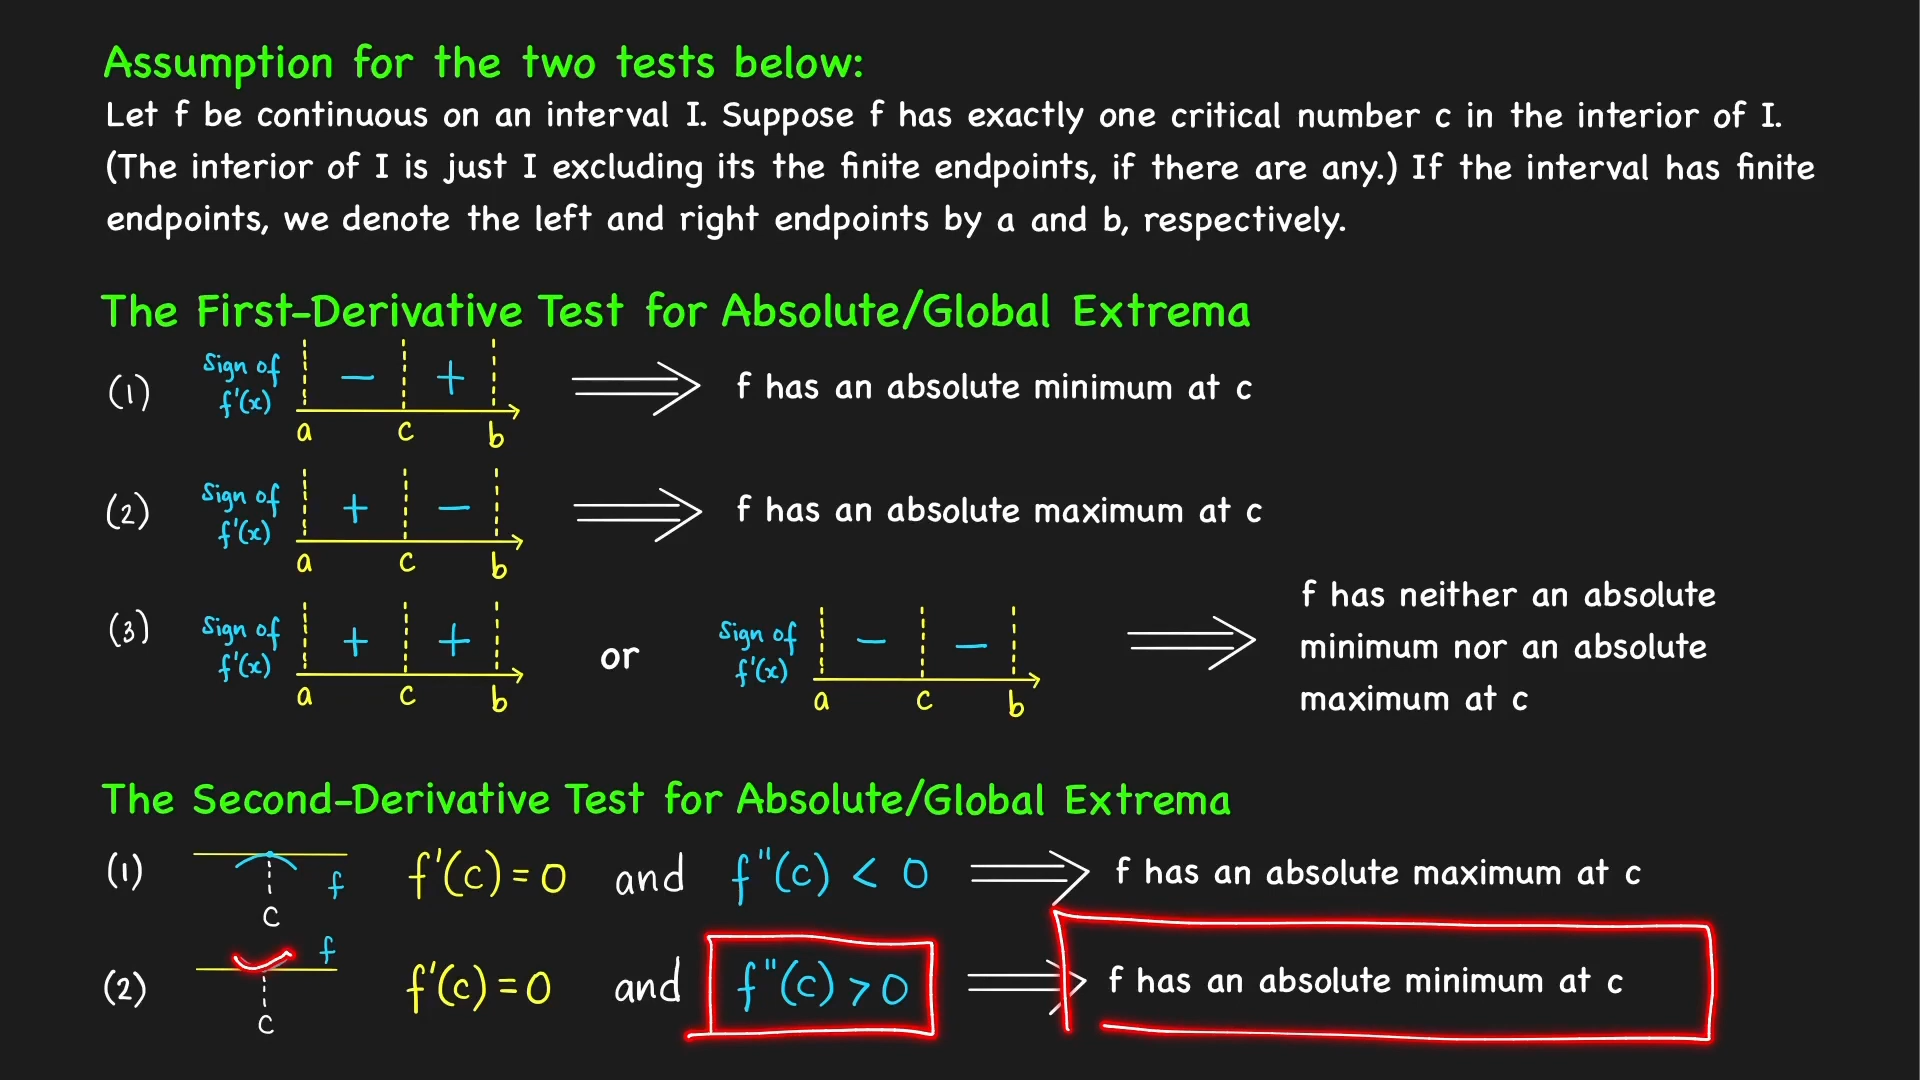 Assumption for the two tests below:
Let f be continuous on an interval I. Suppose f has exactly one critical number c in the interior of I.
(The interior of I is just I excluding its the finite endpoints, if there are any.) If the interval has finite
endpoints, we denote the left and right endpoints by a and b, respectively.
The First-Derivative Test for Absolute/Global Extrema
(1) Sign of f'(x) − + a c b ⟹ f has an absolute minimum at c
(2) Sign of f'(x) + − a c b ⟹ f has an absolute maximum at c
(3) Sign of f'(x) + + a c b or Sign of f'(x) − − a c b ⟹ f has neither an absolute
minimum nor an absolute
maximum at c
The Second-Derivative Test for Absolute/Global Extrema
(1) c f f'(c) = 0 and f''(c) < 0 ⟹ f has an absolute maximum at c
(2) c f f'(c) = 0 and f''(c) > 0 ⟹ f has an absolute minimum at c